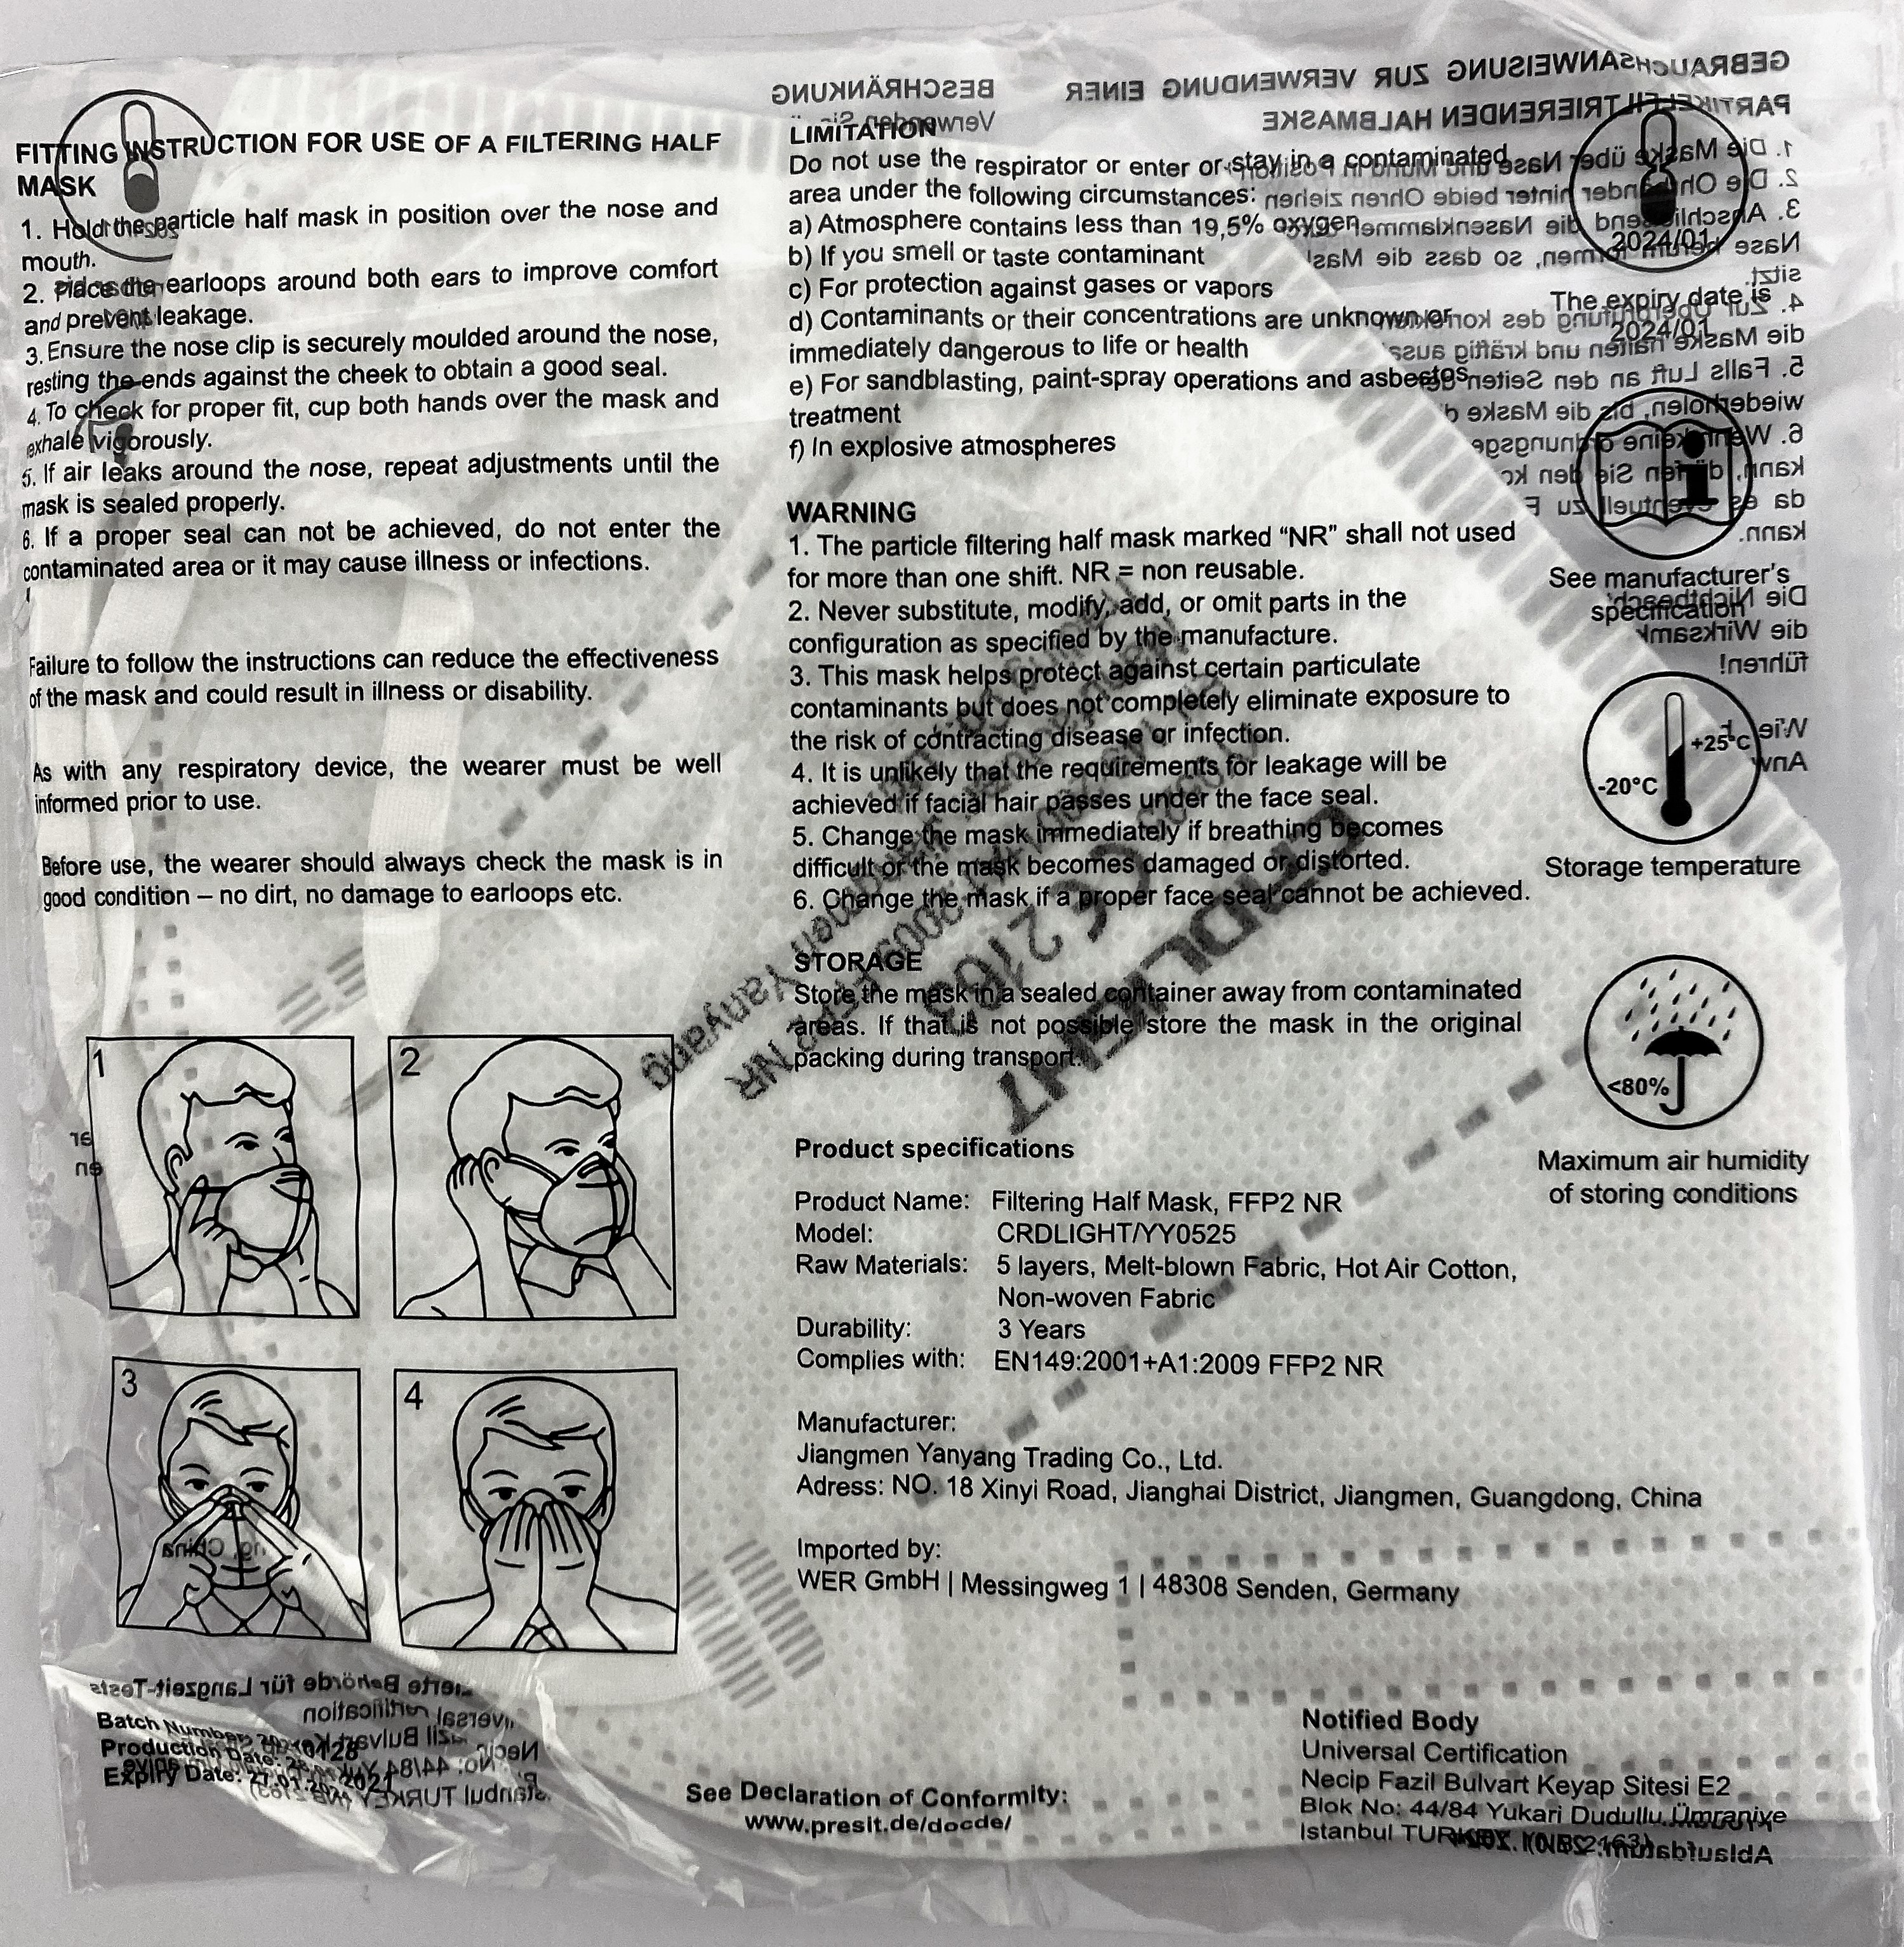 FITTING INSTRUCTION FOR USE OF A FILTERING HALF
MASK
1. Hold the particle half mask in position over the nose and
mouth.
2. Place the earloops around both ears to improve comfort
and prevent leakage.
3. Ensure the nose clip is securely moulded around the nose,
resting the ends against the cheek to obtain a good seal.
4. To check for proper fit, cup both hands over the mask and
exhale vigorously.
5. If air leaks around the nose, repeat adjustments until the
mask is sealed properly.
6. If a proper seal can not be achieved, do not enter the
contaminated area or it may cause illness or infections.
Failure to follow the instructions can reduce the effectiveness
of the mask and could result in illness or disability.
As with any respiratory device, the wearer must be well
informed prior to use.
Before use, the wearer should always check the mask is in
good condition – no dirt, no damage to earloops etc.
1
2
3
4
Batch Number:
Production Date:
Expiry Date:
LIMITATION
Do not use the respirator or enter or stay in a contaminated
area under the following circumstances:
a) Atmosphere contains less than 19,5% oxygen
b) If you smell or taste contaminant
c) For protection against gases or vapors
d) Contaminants or their concentrations are unknown or
immediately dangerous to life or health
e) For sandblasting, paint-spray operations and asbestos
treatment
f) In explosive atmospheres
WARNING
1. The particle filtering half mask marked “NR” shall not used
for more than one shift. NR = non reusable.
2. Never substitute, modify, add, or omit parts in the
configuration as specified by the manufacture.
3. This mask helps protect against certain particulate
contaminants but does not completely eliminate exposure to
the risk of contracting disease or infection.
4. It is unlikely that the requirements for leakage will be
achieved if facial hair passes under the face seal.
5. Change the mask immediately if breathing becomes
difficult or the mask becomes damaged or distorted.
6. Change the mask if a proper face seal cannot be achieved.
STORAGE
Store the mask in a sealed container away from contaminated
areas. If that is not possible store the mask in the original
packing during transport.
Product specifications
Product Name: Filtering Half Mask, FFP2 NR
Model: CRDLIGHT/YY0525
Raw Materials: 5 layers, Melt-blown Fabric, Hot Air Cotton,
Non-woven Fabric
Durability: 3 Years
Complies with: EN149:2001+A1:2009 FFP2 NR
Manufacturer:
Jiangmen Yanyang Trading Co., Ltd.
Adress: NO. 18 Xinyi Road, Jianghai District, Jiangmen, Guangdong, China
Imported by:
WER GmbH | Messingweg 1 | 48308 Senden, Germany
See Declaration of Conformity:
www.presit.de/docde/
2024/01
The expiry date is
2024/01
See manufacturer's
specification
+25°C
-20°C
Storage temperature
<80%
Maximum air humidity
of storing conditions
Notified Body
Universal Certification
Necip Fazil Bulvart Keyap Sitesi E2
Blok No: 44/84 Yukari Dudullu Ümraniye
Istanbul TURKEY (NB 2163)
CRDLIGHT
CE 2163
FFP2 NR
GEBRAUCHSANWEISUNG ZUR VERWENDUNG EINER
PARTIKELFILTRIERENDEN HALBMASKE
BESCHRÄNKUNG